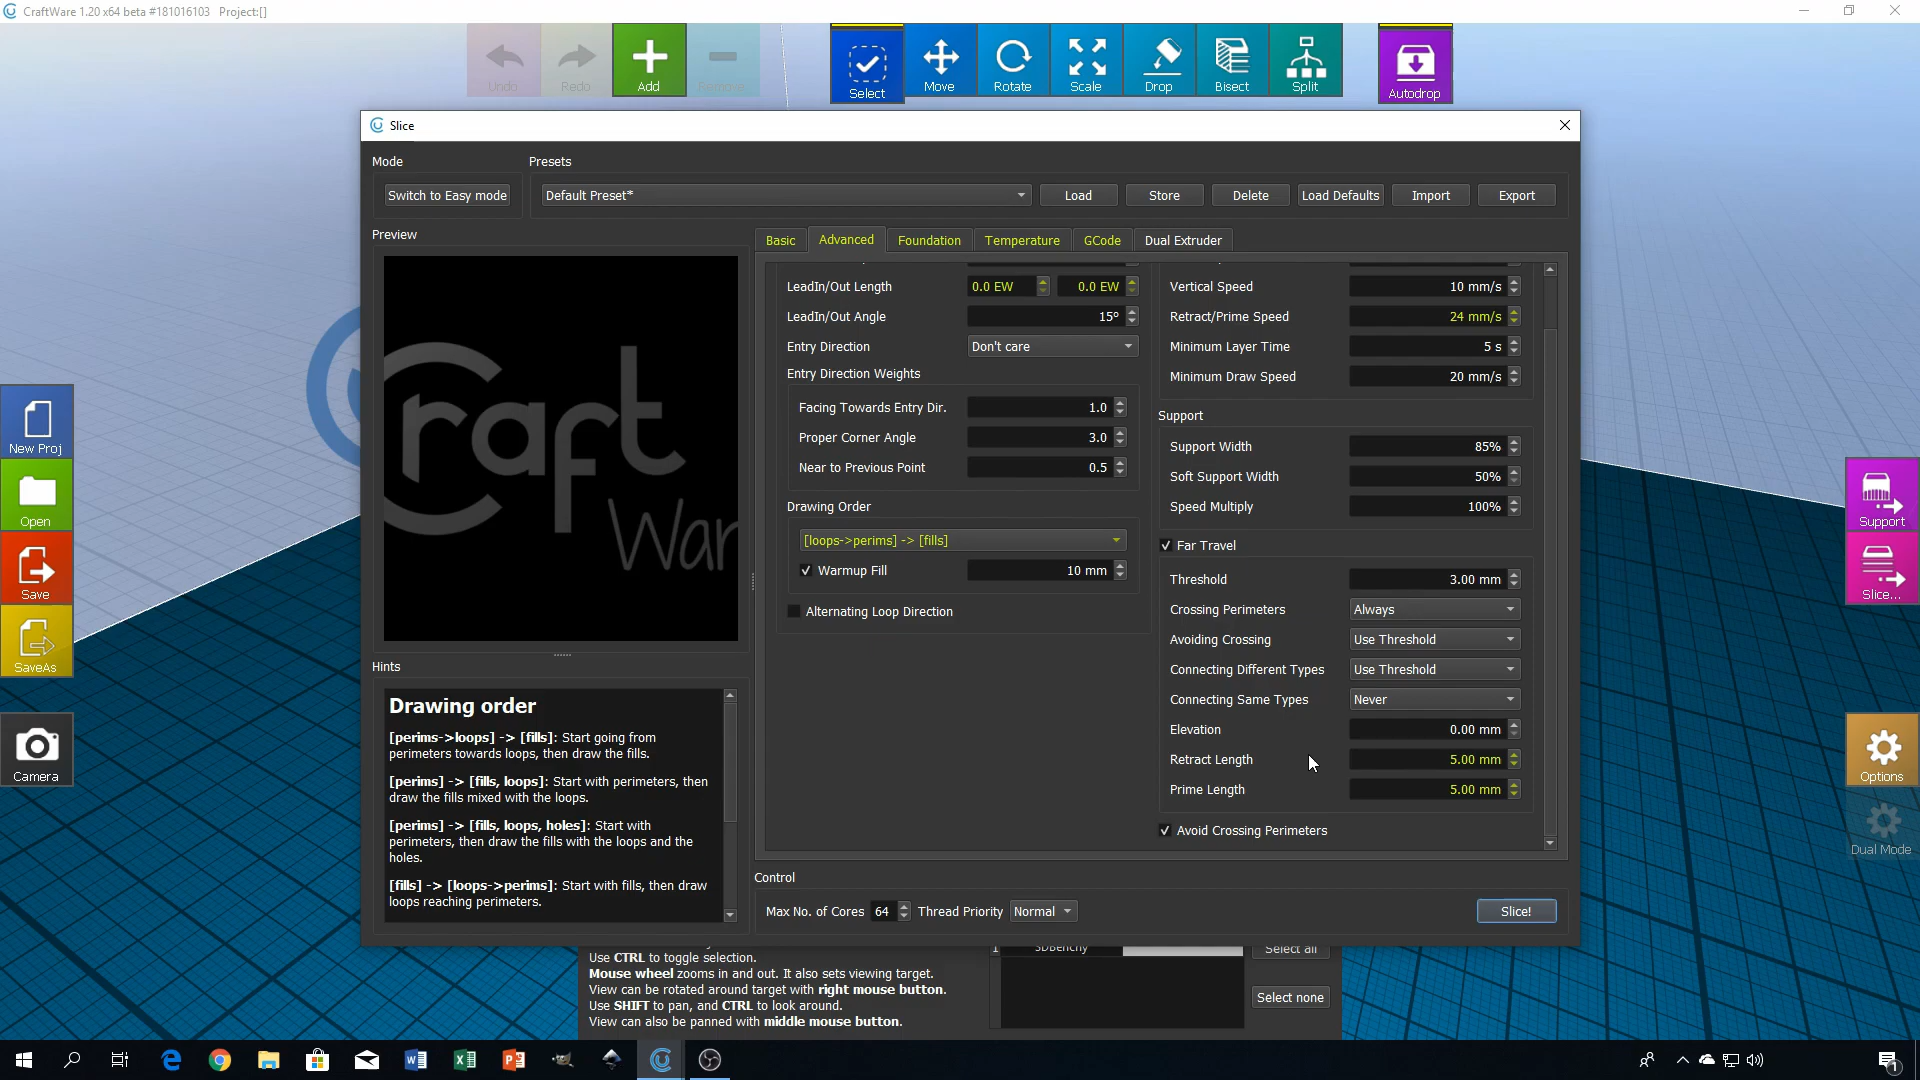 CraftWare 1.20 x64 beta #181016103 Project:[]
Undo
Redo
Add
Remove
Select
Move
Rotate
Scale
Drop
Bisect
Split
Autodrop
Slice
Mode
Presets
Switch to Easy mode
Default Preset*
Load
Store
Delete
Load Defaults
Import
Export
Preview
Basic
Advanced
Foundation
Temperature
GCode
Dual Extruder
Craft
War
LeadIn/Out Length
0.0 EW
0.0 EW
LeadIn/Out Angle
15º
Entry Direction
Don't care
Entry Direction Weights
Facing Towards Entry Dir.
1.0
Proper Corner Angle
3.0
Near to Previous Point
0.5
Drawing Order
[loops->perims] -> [fills]
Warmup Fill
10 mm
Alternating Loop Direction
Vertical Speed
10 mm/s
Retract/Prime Speed
24 mm/s
Minimum Layer Time
5 s
Minimum Draw Speed
20 mm/s
Support
Support Width
85%
Soft Support Width
50%
Speed Multiply
100%
Far Travel
Threshold
3.00 mm
Crossing Perimeters
Always
Avoiding Crossing
Use Threshold
Connecting Different Types
Use Threshold
Connecting Same Types
Never
Elevation
0.00 mm
Retract Length
5.00 mm
Prime Length
5.00 mm
Avoid Crossing Perimeters
Hints
Drawing order
[perims->loops] -> [fills]: Start going from
perimeters towards loops, then draw the fills.
[perims] -> [fills, loops]: Start with perimeters, then
draw the fills mixed with the loops.
[perims] -> [fills, loops, holes]: Start with
perimeters, then draw the fills with the loops and the
holes.
[fills] -> [loops->perims]: Start with fills, then draw
loops reaching perimeters.
Control
Max No. of Cores
64
Thread Priority
Normal
Slice!
New Proj
Open
Save
SaveAs
Camera
Support
Slice...
Options
Dual Mode
Use CTRL to toggle selection.
Mouse wheel zooms in and out. It also sets viewing target.
View can be rotated around target with right mouse button.
Use SHIFT to pan, and CTRL to look around.
View can also be panned with middle mouse button.
1
3DBenchy
Select all
Select none
1